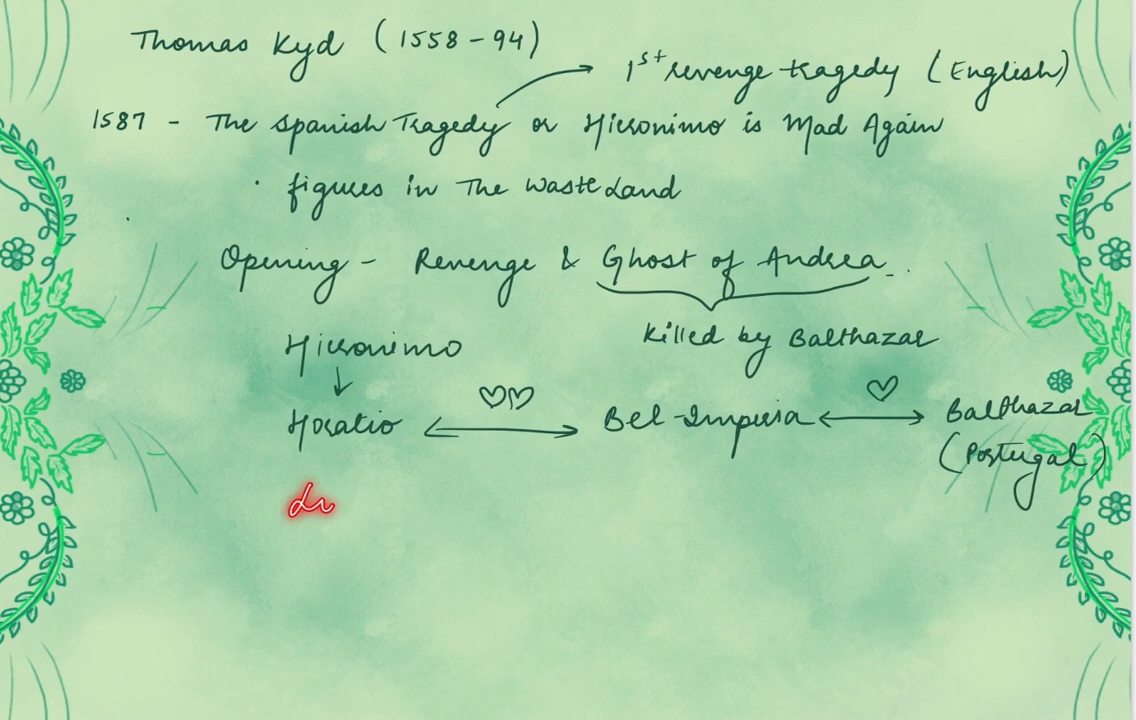 Thomas Kyd (1558-94)
1st revenge tragedy (English)
1587 - The Spanish Tragedy or Hieronimo is Mad Again
· figures in The Waste Land
Opening - Revenge & Ghost of Andrea
killed by Balthazar
Hieronimo
Horatio Bel-Imperia Balthazar
(Portugal)